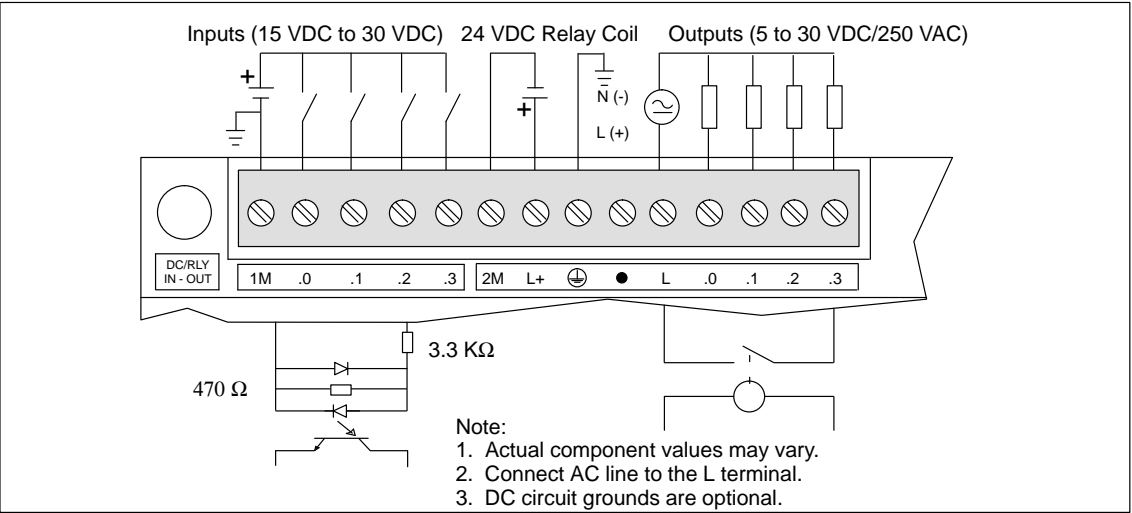 Inputs (15 VDC to 30 VDC) 24 VDC Relay Coil Outputs (5 to 30 VDC/250 VAC)
+
+
N (-)
L (+)
DC/RLY
IN - OUT
1M .0 .1 .2 .3 2M L+ ● L .0 .1 .2 .3
3.3 KΩ
470 Ω
Note:
1. Actual component values may vary.
2. Connect AC line to the L terminal.
3. DC circuit grounds are optional.